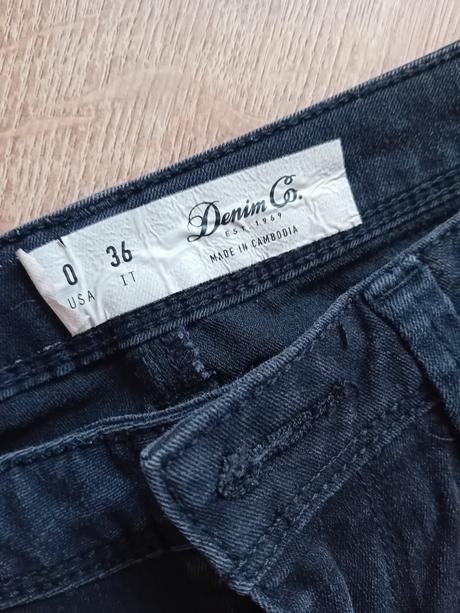 0 36
USA IT
Denim Co.
EST. 1969
MADE IN CAMBODIA